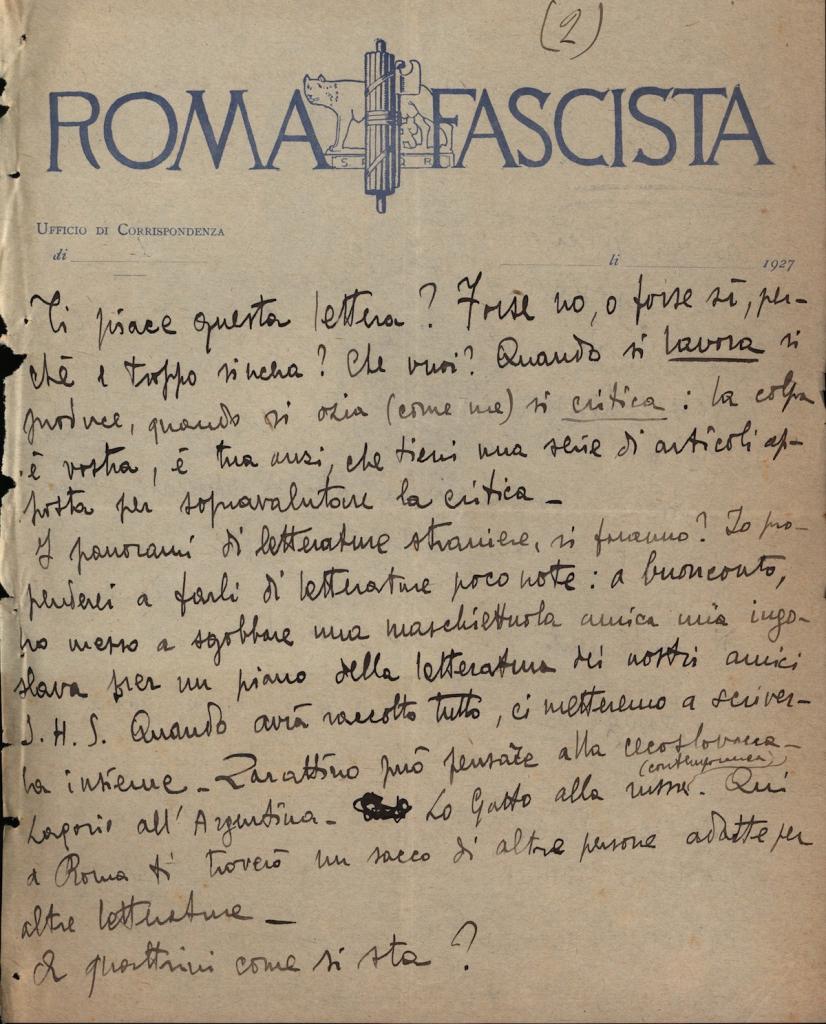 (2)
ROMA FASCISTA
S P Q R
UFFICIO DI CORRISPONDENZA
di
li 1927
Ti piace questa lettera? Forse no, o forse sì, per-
chè è troppo sincera? Che vuoi? Quando si lavora si
produce, quando si ozia (come me) si critica: la colpa
è vostra, è tua anzi, che tieni una serie di articoli ap-
posta per sopravalutare la critica –
I panorami di letterature straniere, si faranno? Io pro-
penderei a farli di letterature poco note: a buonconto,
ho messo a sgobbare una maschiettuola amica mia iugo-
slava per un piano della letteratura dei nostri amici
S. H. S. Quando avrà raccolto tutto, ci metteremo a scriver-
la insieme – può pensare alla cecoslovacca –
all'Argentina – Lo Gatto alla russa (contemporanea). Qui
a Roma ti troverò un sacco di altre persone adatte per
altre letterature –
A quattrini come si sta?